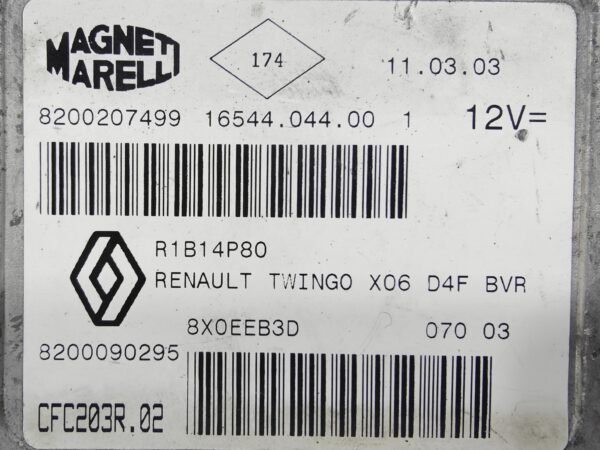 MAGNETI MARELLI
174
11.03.03
8200207499 16544.044.00 1 12V=
R1B14P80
RENAULT TWINGO X06 D4F BVR
8X0EEB3D 070 03
8200090295
CFC203R.02